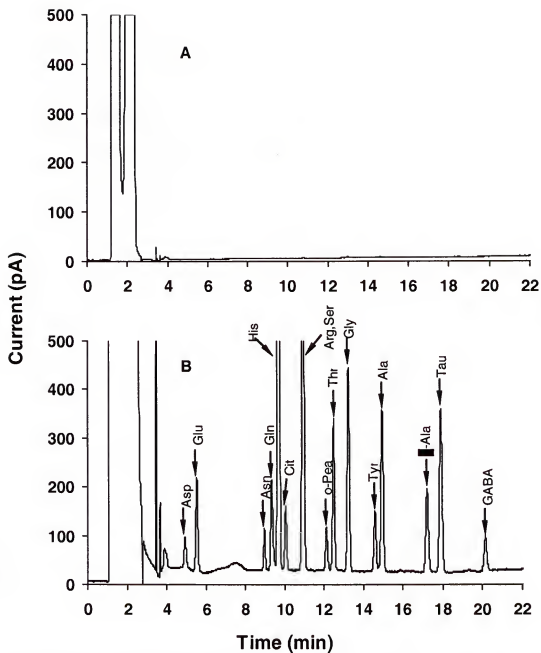 500
A
400
300
200
100
0
0 2 4 6 8 10 12 14 16 18 20 22
Current (pA)
500
B
400
300
200
100
0
Asp
Glu
Asn
Gln
His
Cit
Arg,Ser
o-Pea
Thr
Gly
Tyr
Ala
-Ala
Tau
GABA
0 2 4 6 8 10 12 14 16 18 20 22
Time (min)